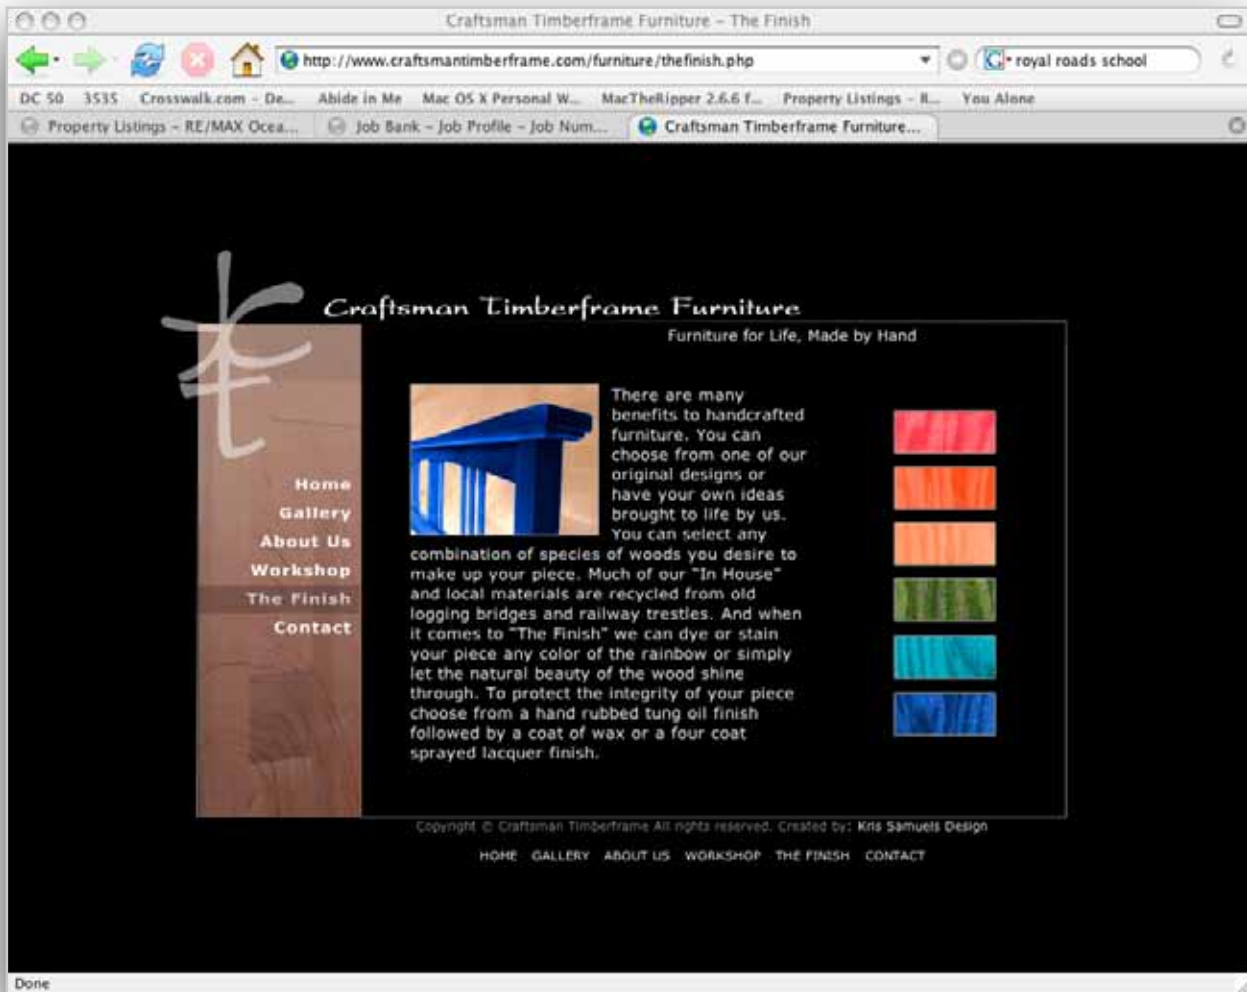 Craftsman Timberframe Furniture - The Finish
http://www.craftsmantimberframe.com/furniture/thefinish.php
royal roads school
DC 50 3535 Crosswalk.com - De... Abide in Me Mac OS X Personal W... MacTheRipper 2.6.6 f... Property Listings - R... You Alone
Property Listings - RE/MAX Ocea... Job Bank - Job Profile - Job Num... Craftsman Timberframe Furniture...
Craftsman Timberframe Furniture
Furniture for Life, Made by Hand
Home
Gallery
About Us
Workshop
The Finish
Contact
There are many
benefits to handcrafted
furniture. You can
choose from one of our
original designs or
have your own ideas
brought to life by us.
You can select any
combination of species of woods you desire to
make up your piece. Much of our "In House"
and local materials are recycled from old
logging bridges and railway trestles. And when
it comes to "The Finish" we can dye or stain
your piece any color of the rainbow or simply
let the natural beauty of the wood shine
through. To protect the integrity of your piece
choose from a hand rubbed tung oil finish
followed by a coat of wax or a four coat
sprayed lacquer finish.
Copyright © Craftsman Timberframe All rights reserved. Created by: Kris Samuels Design
HOME GALLERY ABOUT US WORKSHOP THE FINISH CONTACT
Done